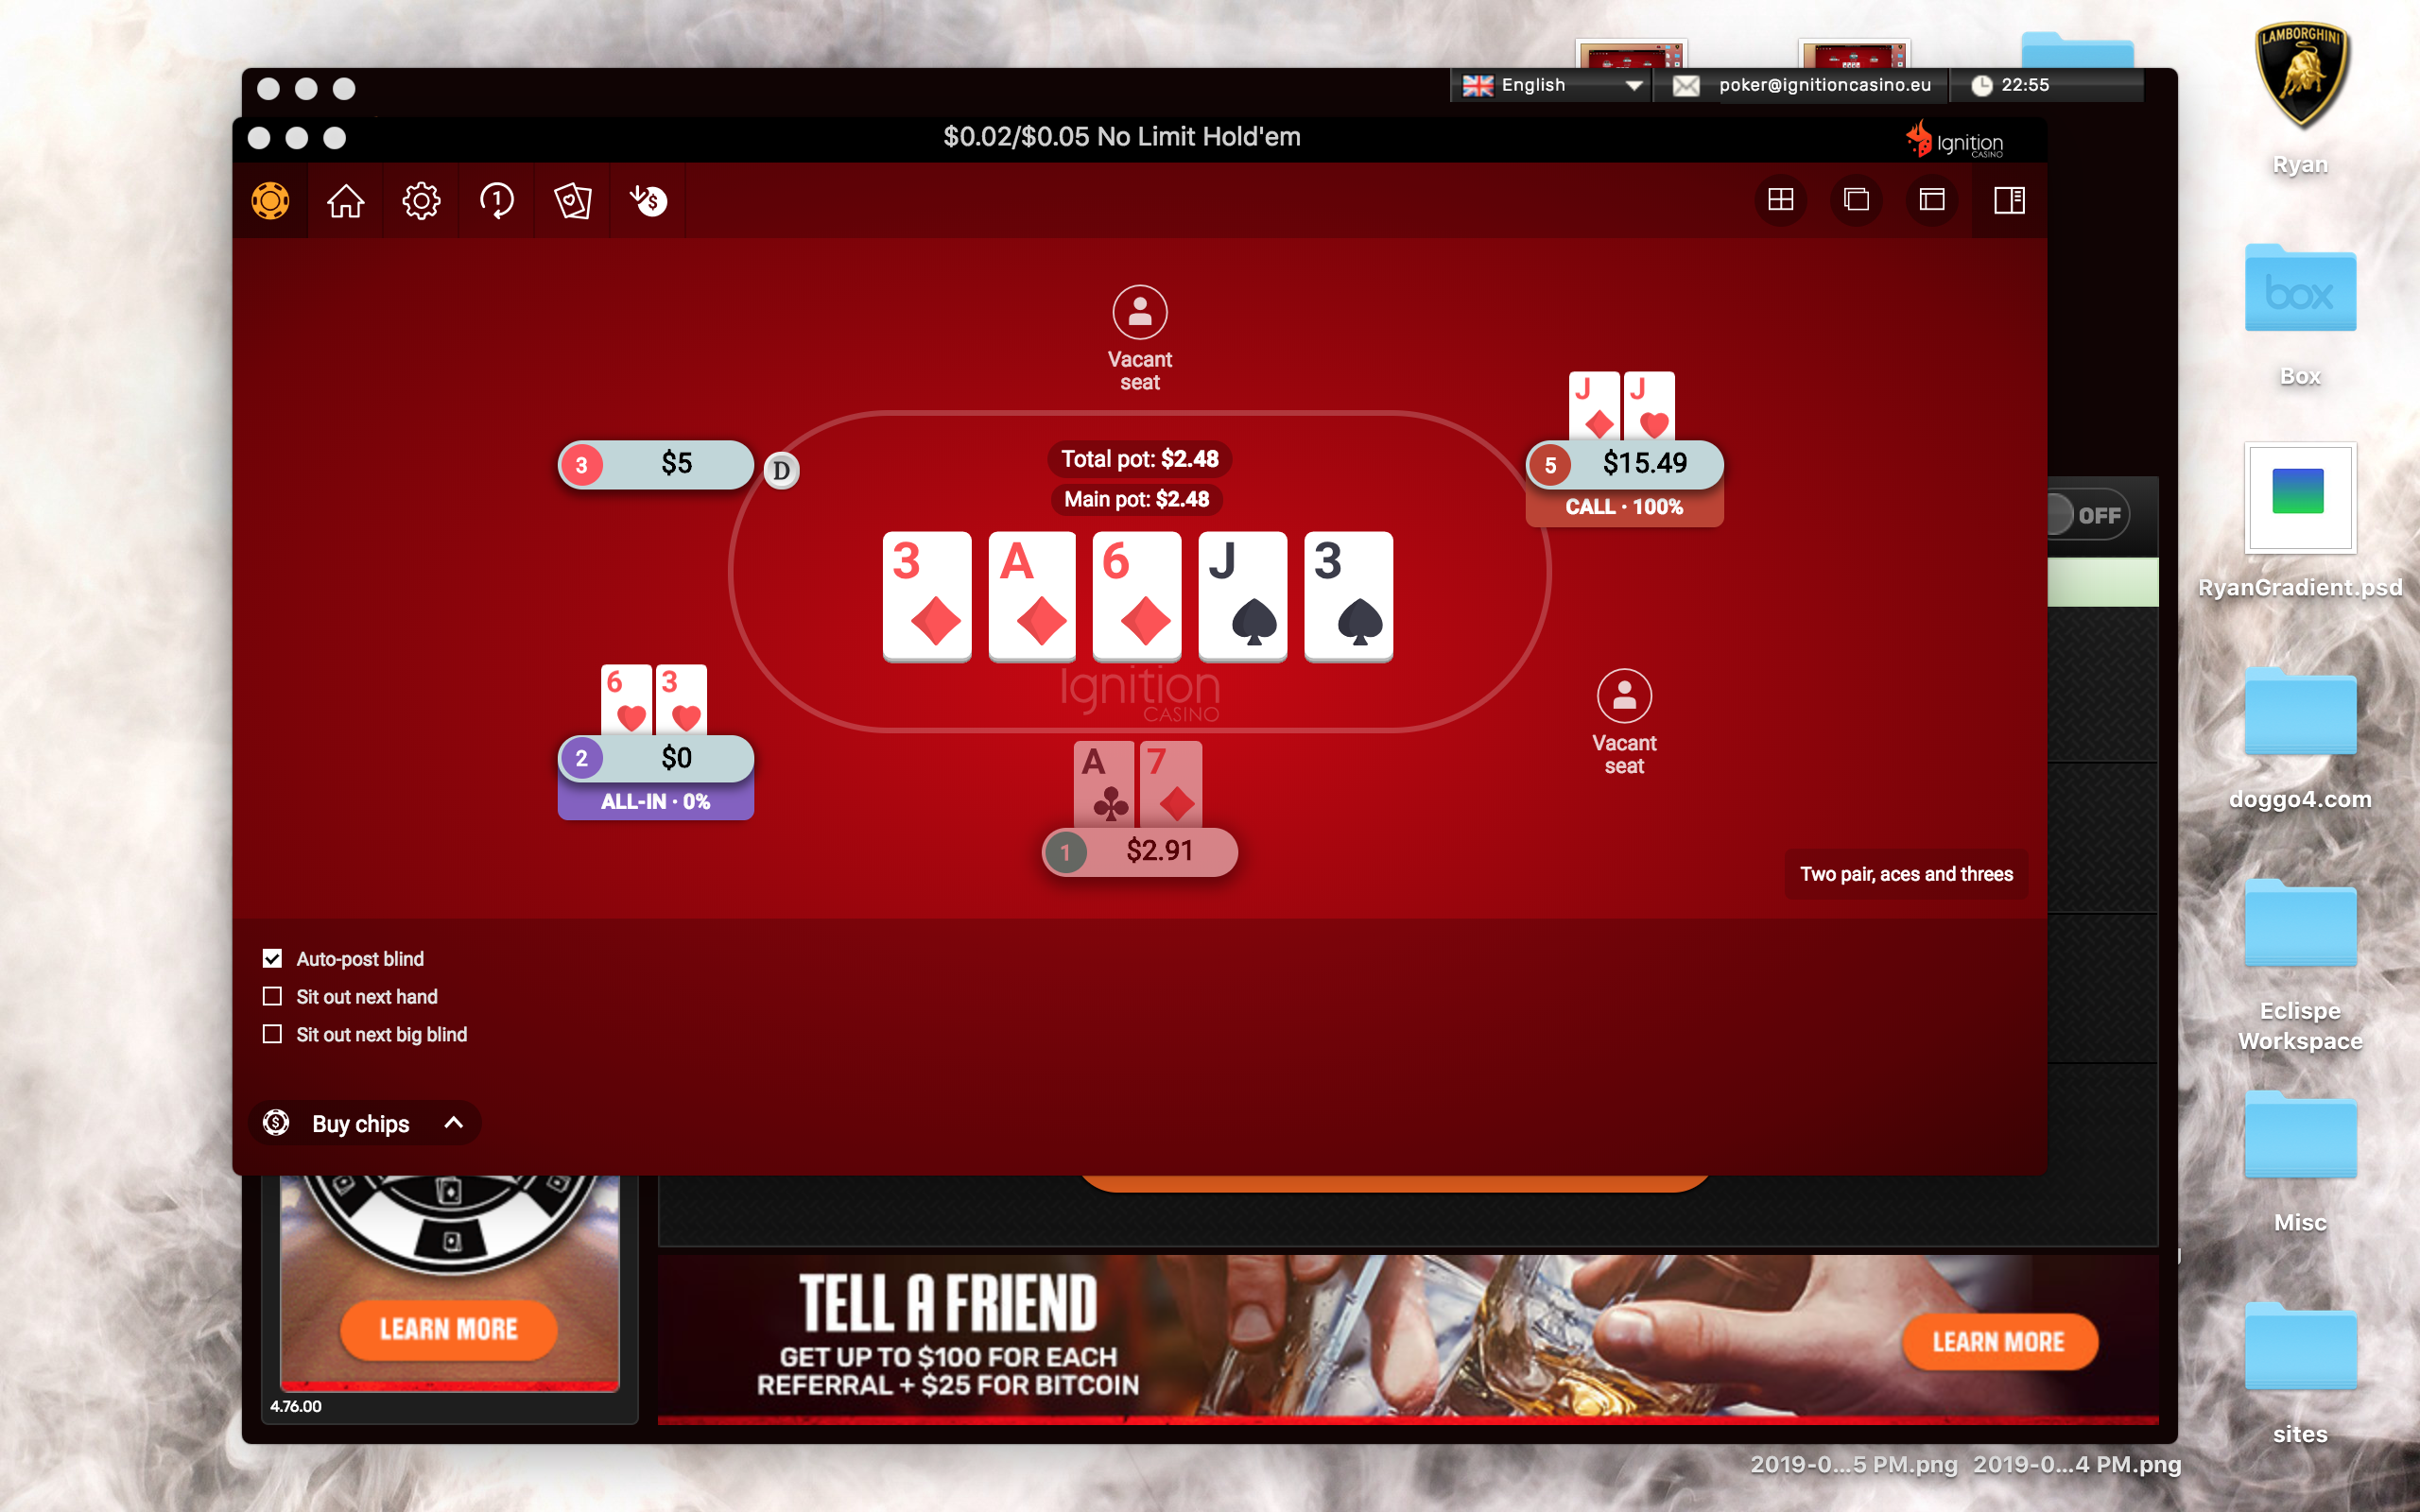 LAMBORGHINI
English
poker@ignitioncasino.eu
22:55
$0.02/$0.05 No Limit Hold'em
Ignition
CASINO
Ryan
1
$
Vacant
seat
box
Box
J
J
3
$5
D
Total pot: $2.48
5
$15.49
Main pot: $2.48
CALL · 100%
OFF
3
A
6
J
3
RyanGradient.psd
Ignition
CASINO
6
3
2
$0
ALL-IN · 0%
A
7
Vacant
seat
doggo4.com
1
$2.91
Two pair, aces and threes
Auto-post blind
Sit out next hand
Sit out next big blind
Eclispe
Workspace
$
Buy chips
Misc
TELL A FRIEND
GET UP TO $100 FOR EACH
REFERRAL + $25 FOR BITCOIN
LEARN MORE
LEARN MORE
4.76.00
sites
2019-0...5 PM.png
2019-0...4 PM.png